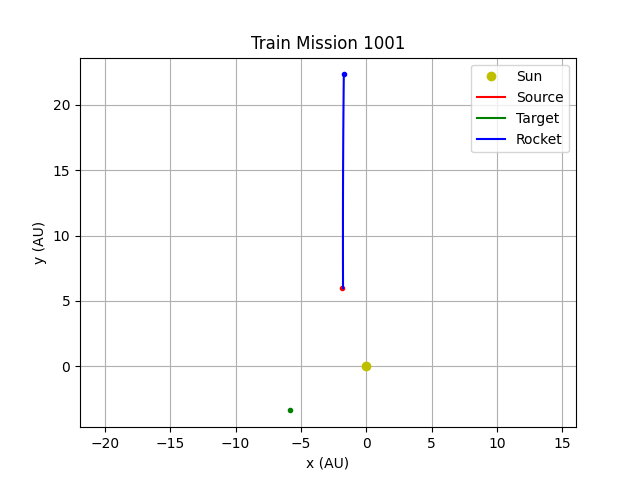 Train Mission 1001
Sun
Source
Target
Rocket
y (AU)
20
15
10
5
0
−20
−15
−10
−5
0
5
10
15
x (AU)